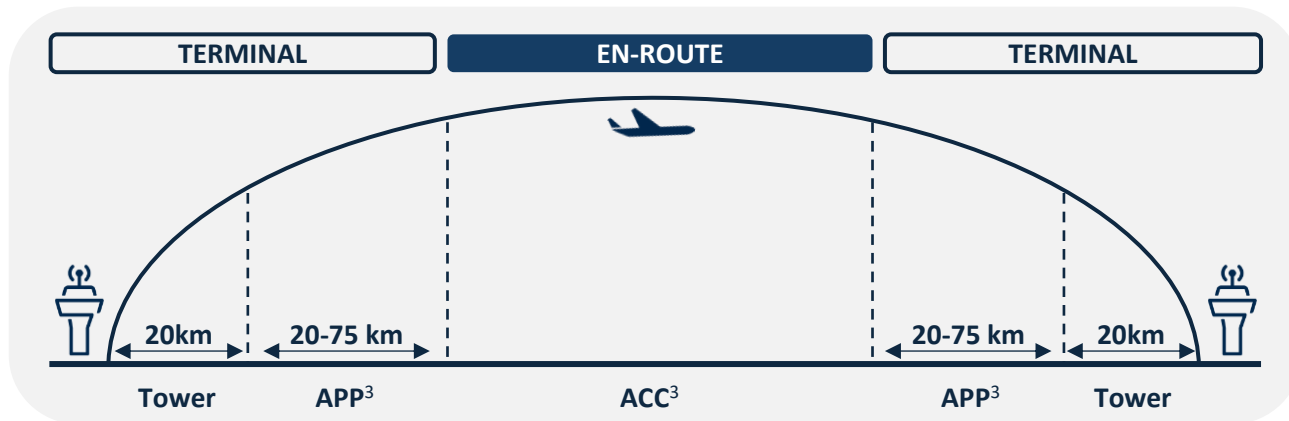 TERMINAL EN-ROUTE TERMINAL
20km 20-75 km 20-75 km 20km
Tower APP³ ACC³ APP³ Tower